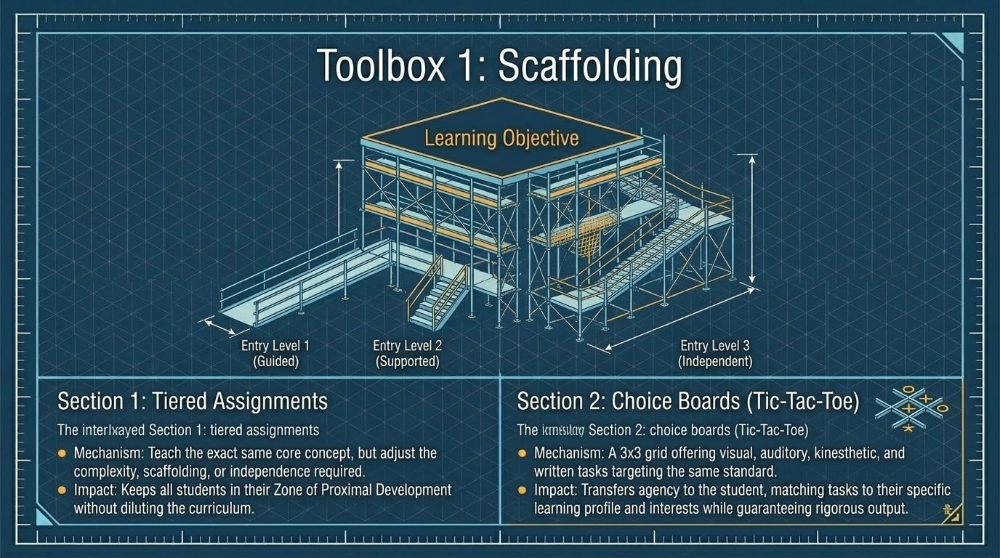 Toolbox 1: Scaffolding
Learning Objective
Entry Level 1
(Guided)
Entry Level 2
(Supported)
Entry Level 3
(Independent)
Section 1: Tiered Assignments
The Section 1: tiered assignments
Mechanism: Teach the exact same core concept, but adjust the
complexity, scaffolding, or independence required.
Impact: Keeps all students in their Zone of Proximal Development
without diluting the curriculum.
Section 2: Choice Boards (Tic-Tac-Toe)
The Section 2: choice boards (Tic-Tac-Toe)
Mechanism: A 3x3 grid offering visual, auditory, kinesthetic, and
written tasks targeting the same standard.
Impact: Transfers agency to the student, matching tasks to their specific
learning profile and interests while guaranteeing rigorous output.